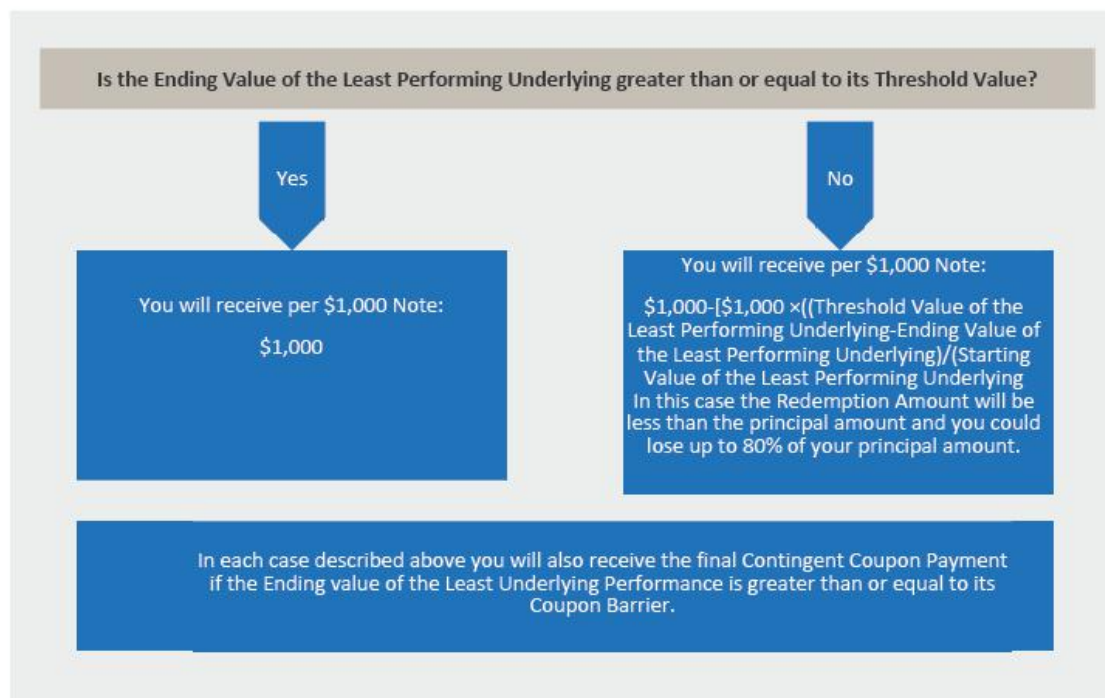 Is the Ending Value of the Least Performing Underlying greater than or equal to its Threshold Value?
Yes
No
You will receive per $1,000 Note:
$1,000
You will receive per $1,000 Note:
$1,000-[$1,000 ×((Threshold Value of the
Least Performing Underlying-Ending Value of
the Least Performing Underlying)/(Starting
Value of the Least Performing Underlying
In this case the Redemption Amount will be
less than the principal amount and you could
lose up to 80% of your principal amount.
In each case described above you will also receive the final Contingent Coupon Payment
if the Ending value of the Least Underlying Performance is greater than or equal to its
Coupon Barrier.